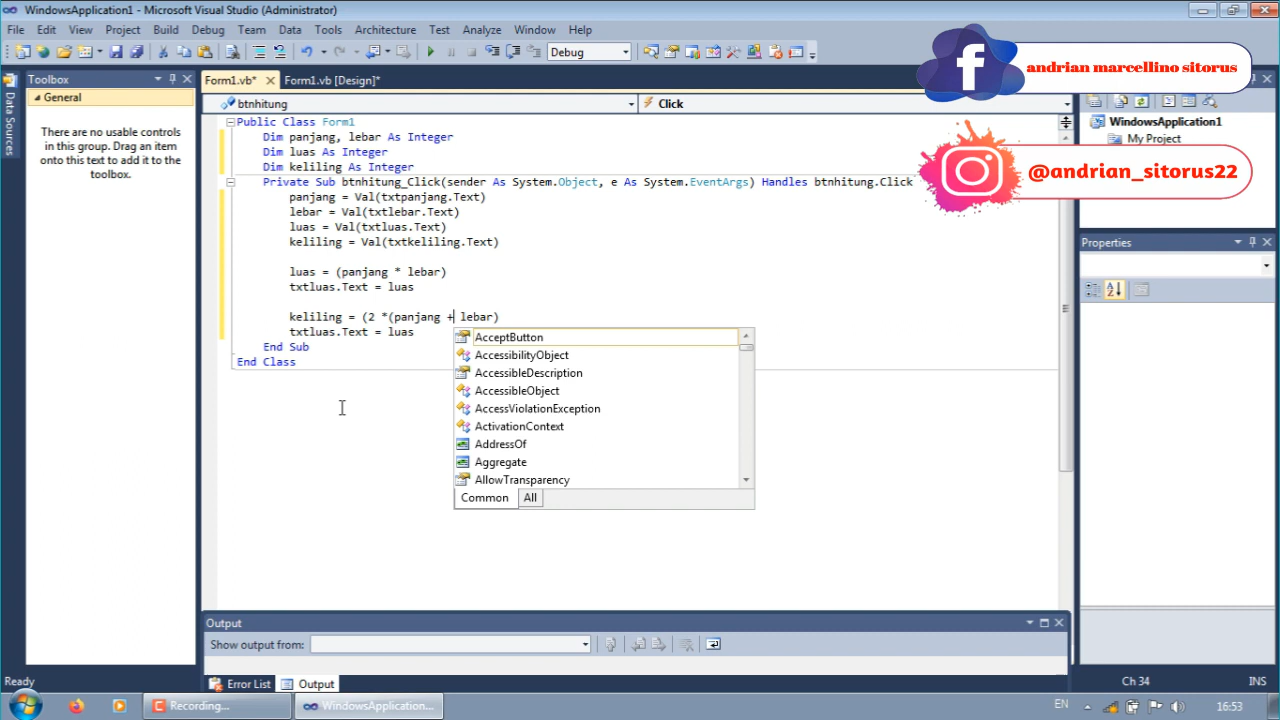 WindowsApplication1 - Microsoft Visual Studio (Administrator)
File Edit View Project Build Debug Team Data Tools Architecture Test Analyze Window Help
Debug
andrian marcellino sitorus
@andrian_sitorus22
Toolbox
General
There are no usable controls
in this group. Drag an item
onto this text to add it to the
toolbox.
Data Sources
Form1.vb* Form1.vb [Design]*
btnhitung Click
Public Class Form1
Dim panjang, lebar As Integer
Dim luas As Integer
Dim keliling As Integer
Private Sub btnhitung_Click(sender As System.Object, e As System.EventArgs) Handles btnhitung.Click
panjang = Val(txtpanjang.Text)
lebar = Val(txtlebar.Text)
luas = Val(txtluas.Text)
keliling = Val(txtkeliling.Text)
luas = (panjang * lebar)
txtluas.Text = luas
keliling = (2 *(panjang + lebar)
txtluas.Text = luas
End Sub
End Class
AcceptButton
AccessibilityObject
AccessibleDescription
AccessibleObject
AccessViolationException
ActivationContext
AddressOf
Aggregate
AllowTransparency
Common All
WindowsApplication1
My Project
Properties
Output
Show output from:
Error List Output
Ready Ch 34 INS
Recording... WindowsApplication... EN 16:53